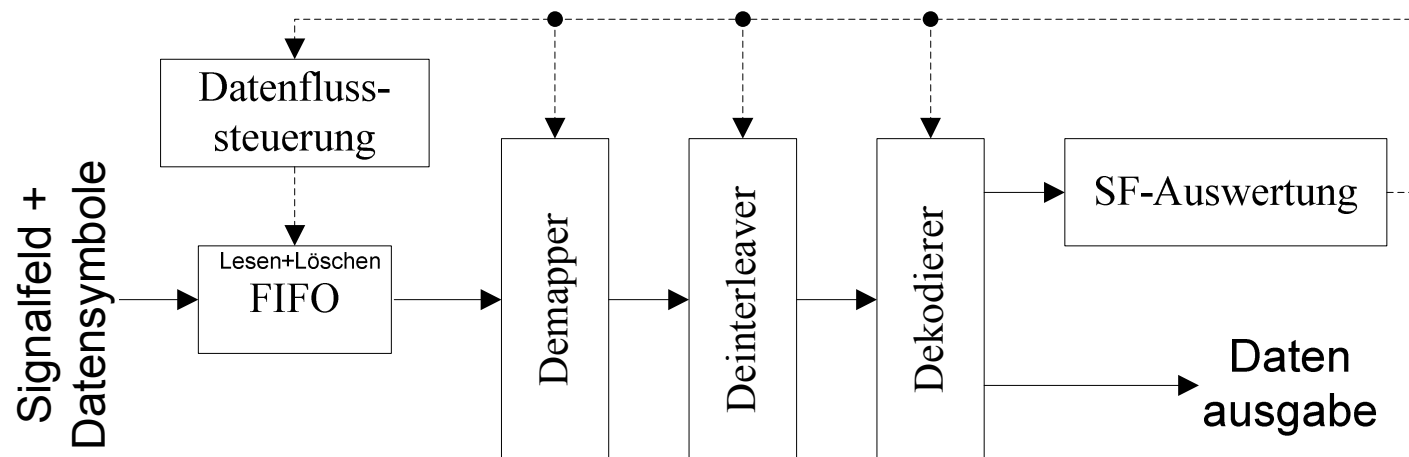 Datenfluss-
steuerung
Signalfeld +
Datensymbole
Lesen+Löschen
FIFO
Demapper
Deinterleaver
Dekodierer
SF-Auswertung
Daten
ausgabe